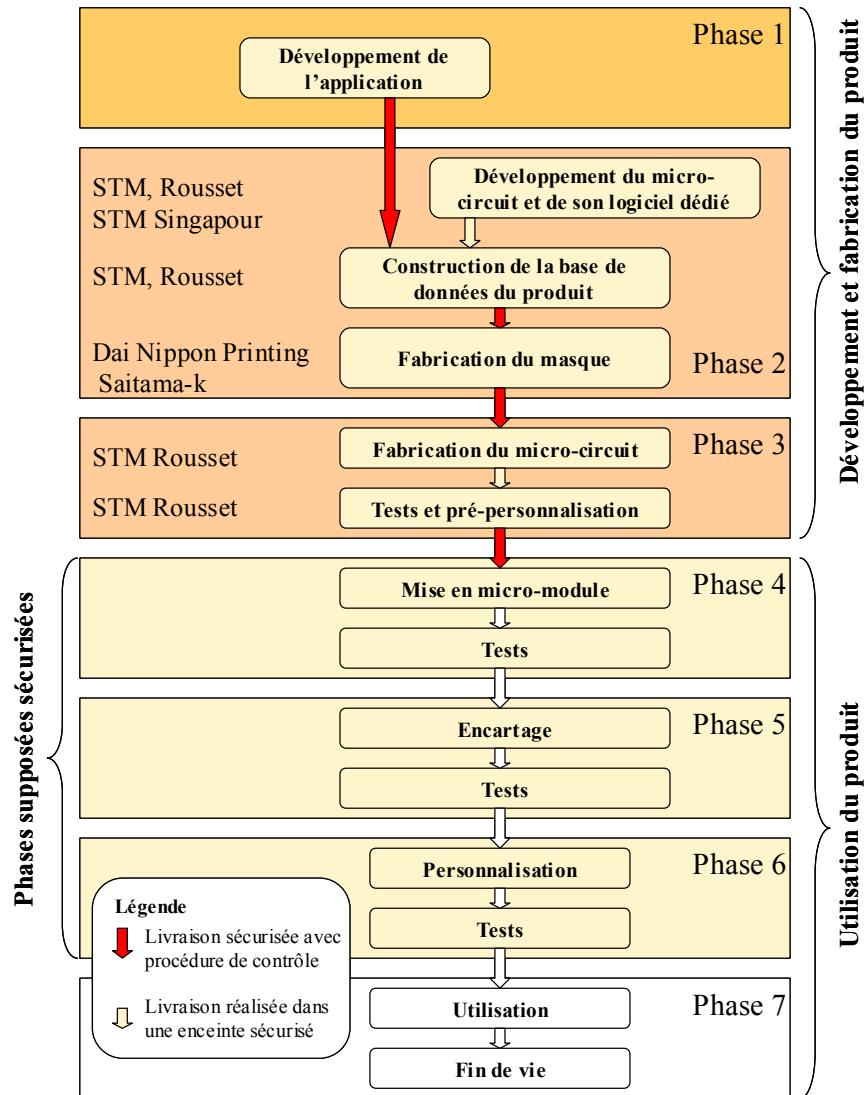 Phase 1
Développement de
l’application
STM, Rousset
STM Singapour
Développement du micro-
circuit et de son logiciel dédié
STM, Rousset
Construction de la base de
données du produit
Dai Nippon Printing
Saitama-k
Fabrication du masque
Phase 2
Développement et fabrication du produit
Phase 3
STM Rousset
Fabrication du micro-circuit
STM Rousset
Tests et pré-personnalisation
Phases supposées sécurisées
Phase 4
Mise en micro-module
Tests
Phase 5
Encartage
Tests
Utilisation du produit
Phase 6
Personnalisation
Tests
Légende
Livraison sécurisée avec
procédure de contrôle
Livraison réalisée dans
une enceinte sécurisé
Phase 7
Utilisation
Fin de vie